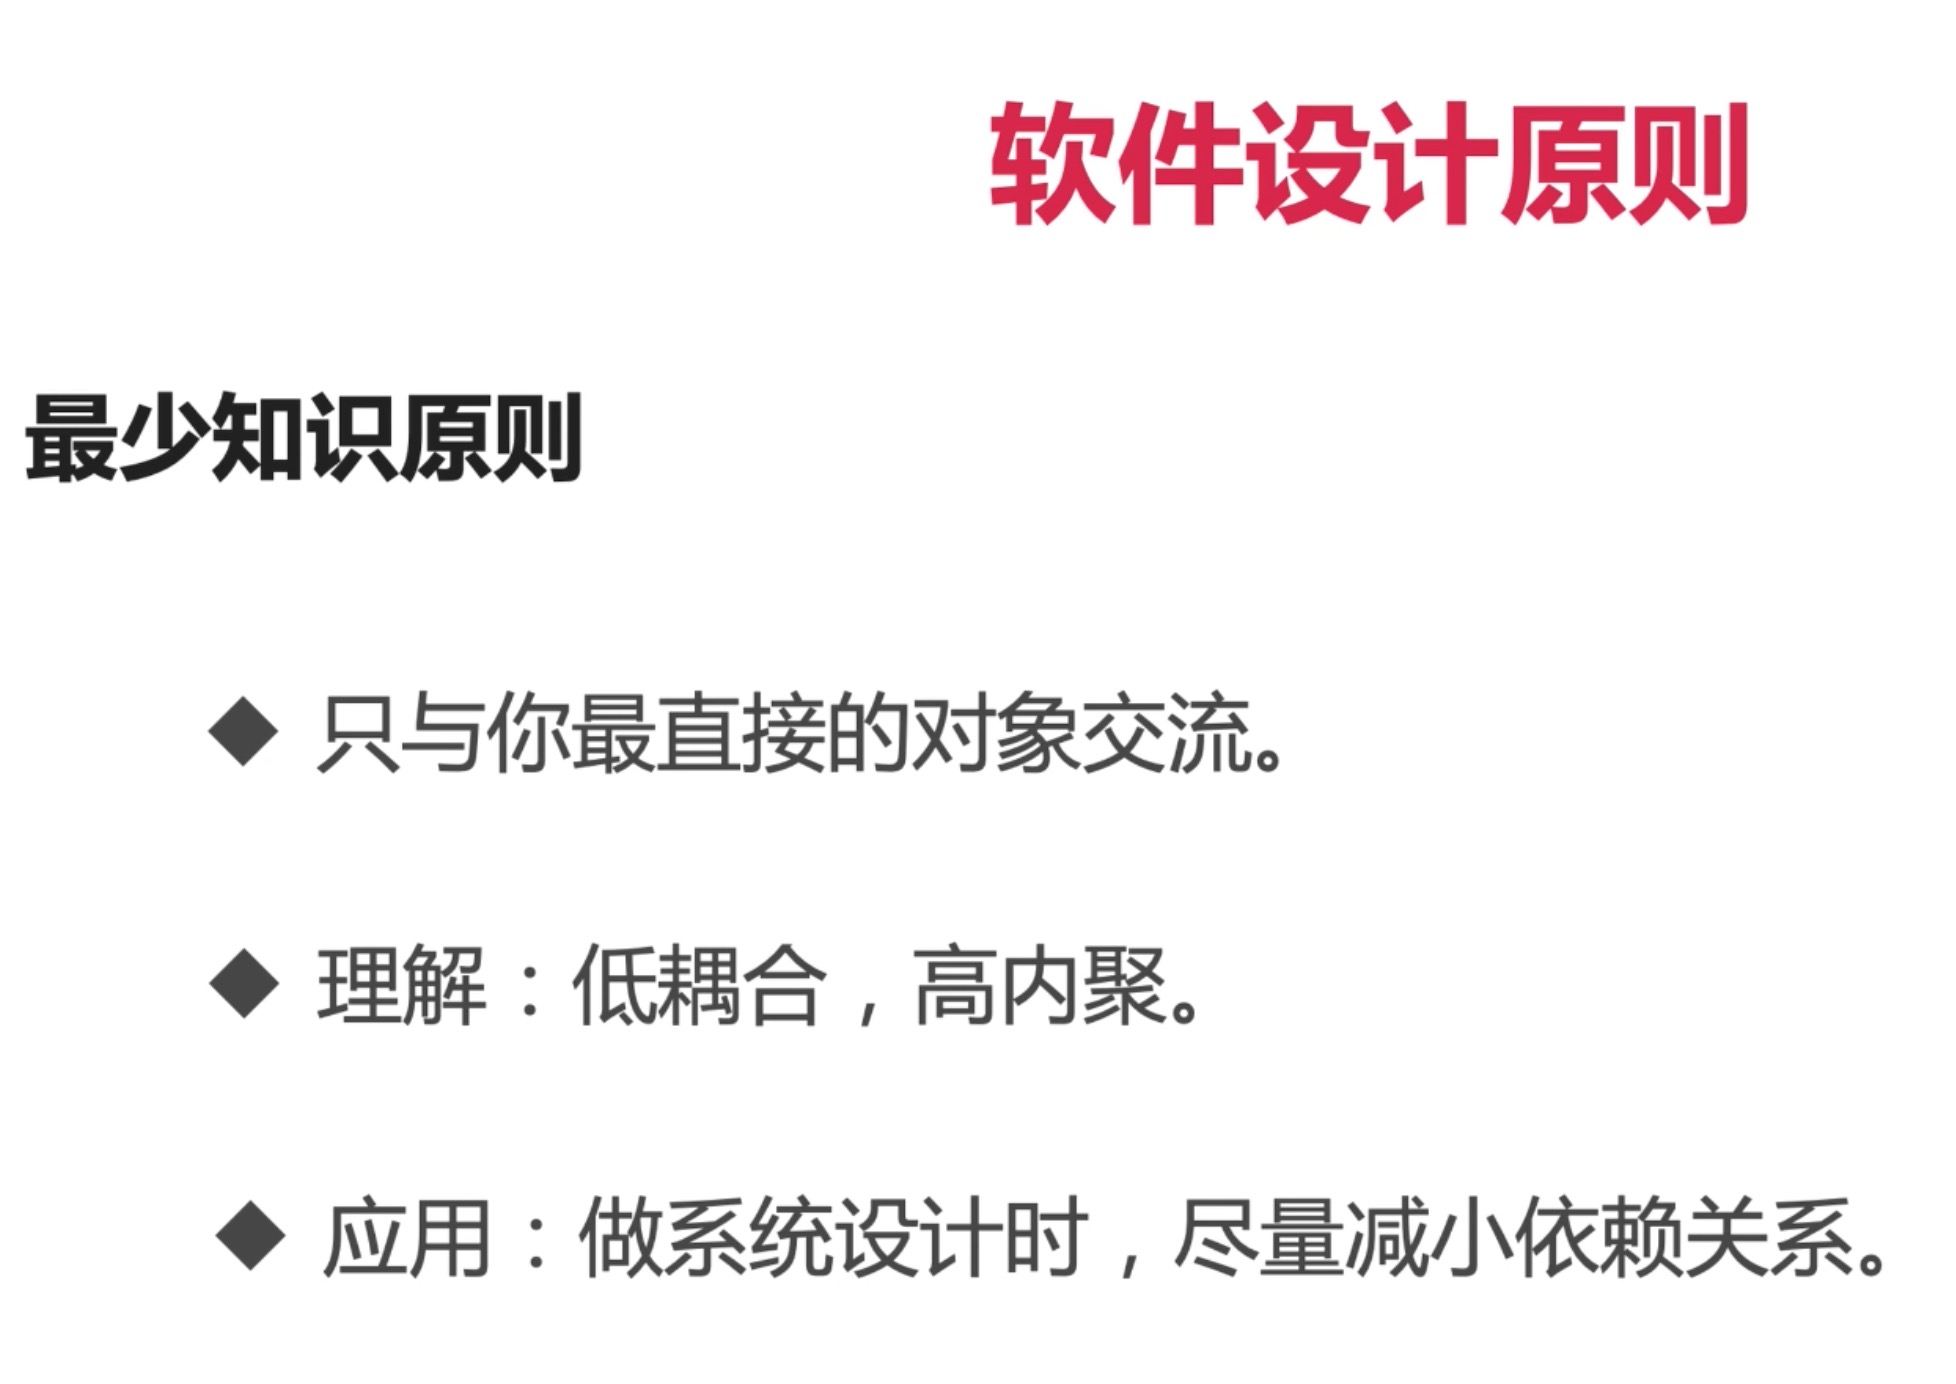 软件设计原则
最少知识原则
◆ 只与你最直接的对象交流。
◆ 理解：低耦合，高内聚。
◆ 应用：做系统设计时，尽量减小依赖关系。